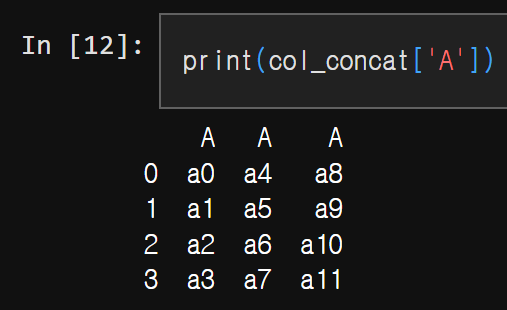 In [12]: print(col_concat['A'])
A A A
0 a0 a4 a8
1 a1 a5 a9
2 a2 a6 a10
3 a3 a7 a11